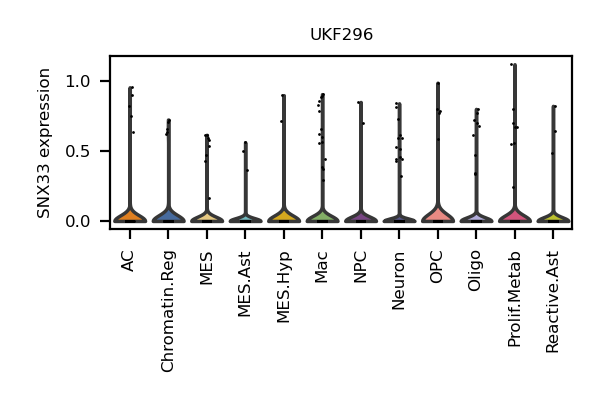 UKF296
SNX33 expression
1.0
0.5
0.0
AC
Chromatin.Reg
MES
MES.Ast
MES.Hyp
Mac
NPC
Neuron
OPC
Oligo
Prolif.Metab
Reactive.Ast